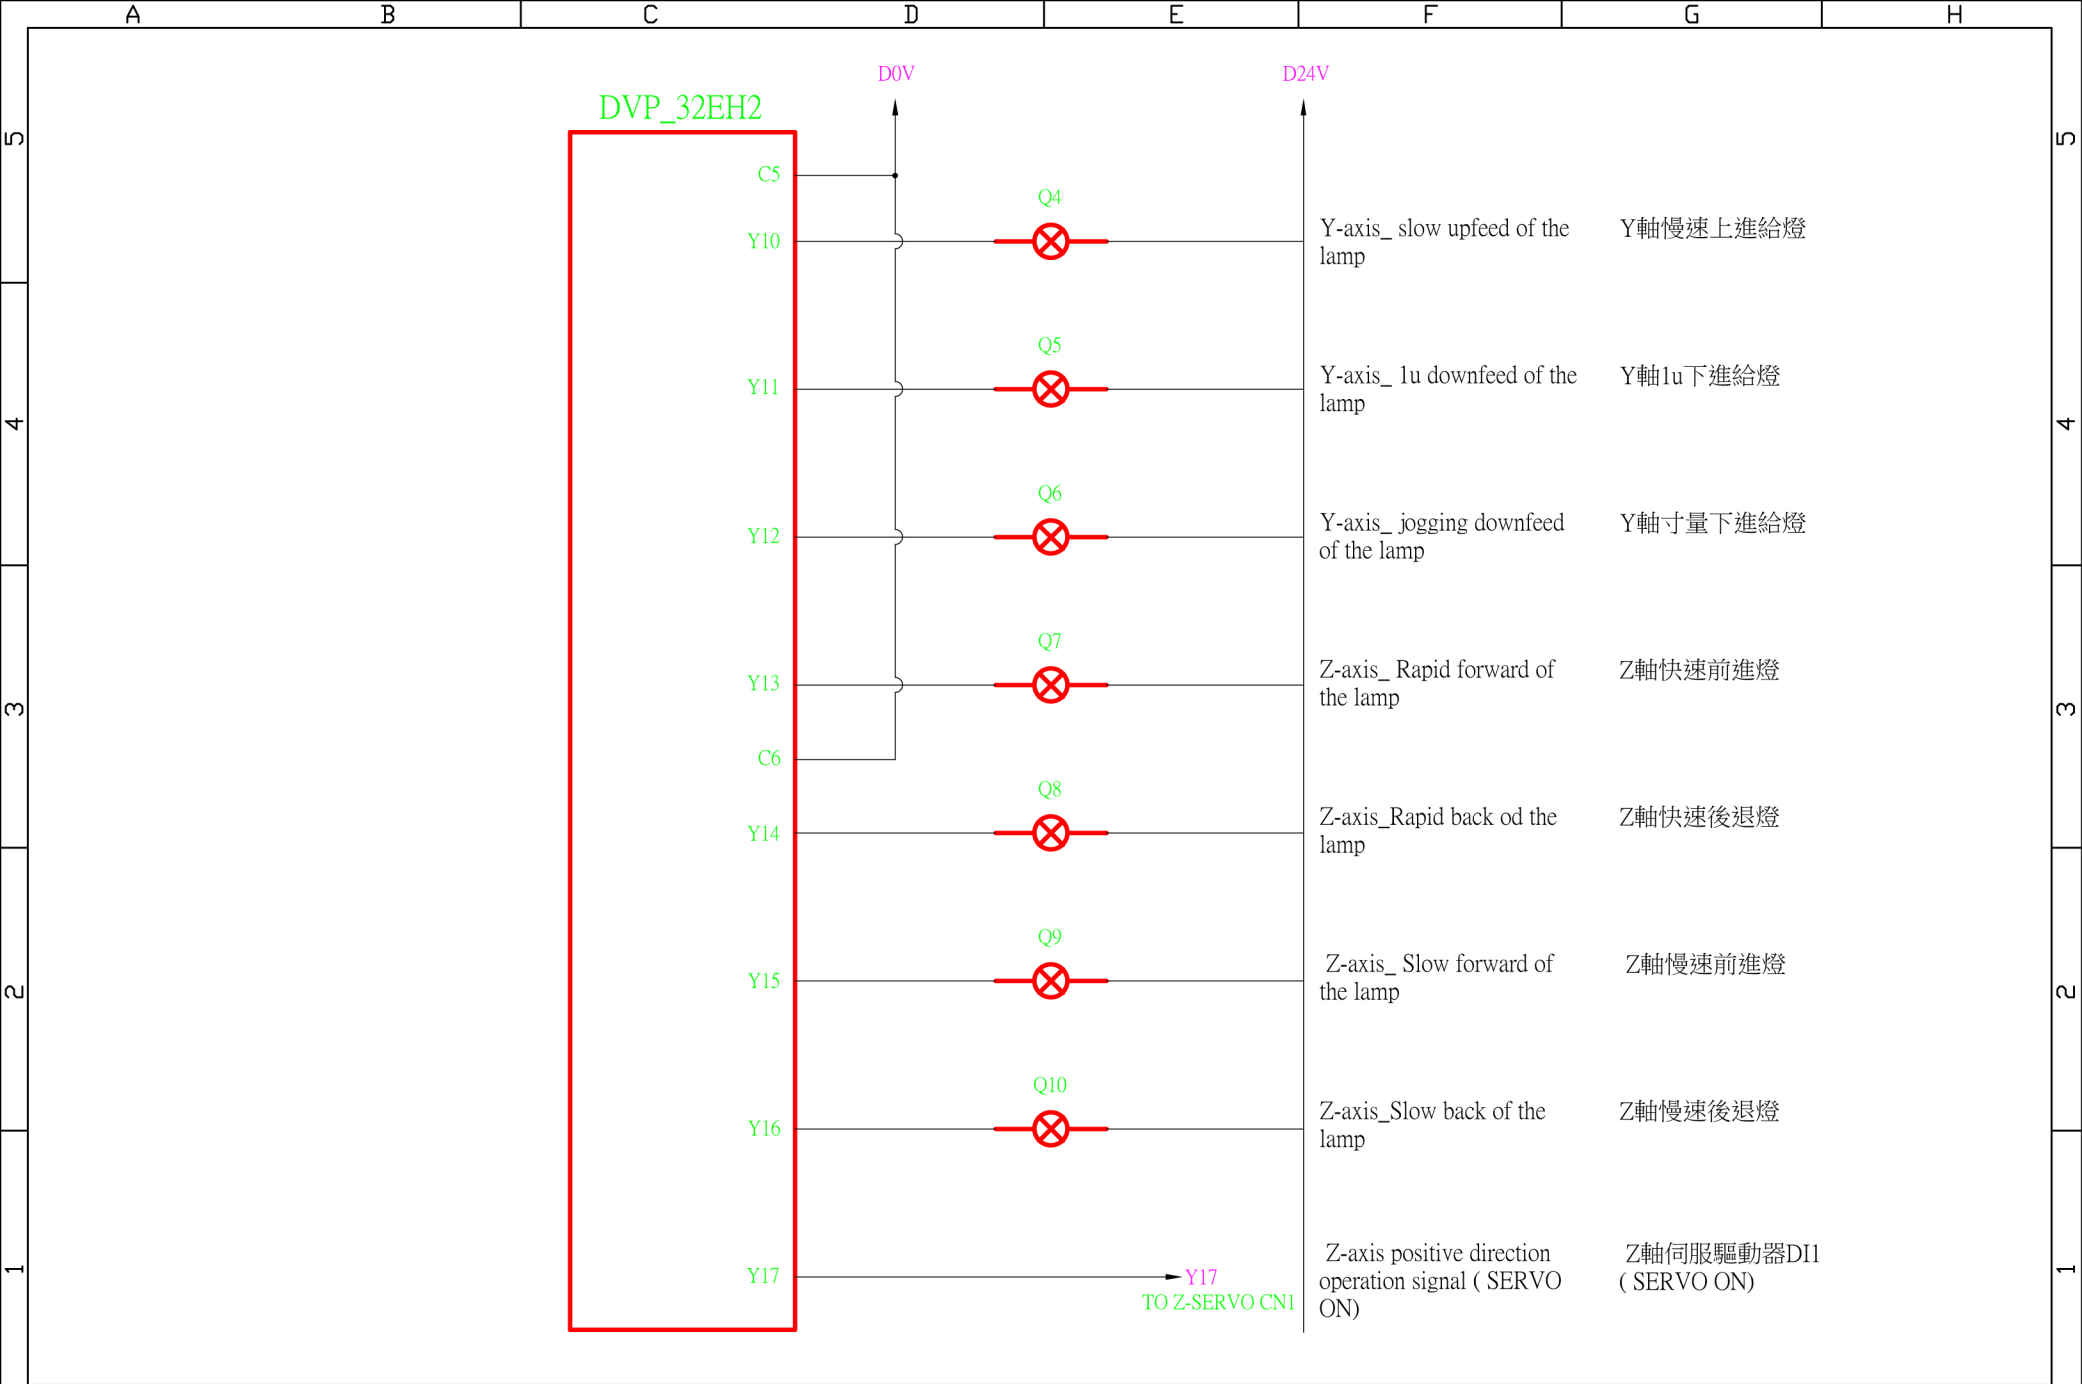 A B C D E F G H
D0V D24V
DVP_32EH2
5 5
C5
Q4
Y10
Y-axis_ slow upfeed of the
lamp
Y軸慢速上進給燈
Q5
Y11
Y-axis_ 1u downfeed of the
lamp
Y軸1u下進給燈
4 4
Q6
Y12
Y-axis_ jogging downfeed
of the lamp
Y軸寸量下進給燈
Q7
Y13
Z-axis_ Rapid forward of
the lamp
Z軸快速前進燈
3 3
C6
Q8
Y14
Z-axis_Rapid back od the
lamp
Z軸快速後退燈
Q9
Y15
Z-axis_ Slow forward of
the lamp
Z軸慢速前進燈
2 2
Q10
Y16
Z-axis_Slow back of the
lamp
Z軸慢速後退燈
1 1
Y17
Y17
TO Z-SERVO CN1
Z-axis positive direction
operation signal ( SERVO
ON)
Z軸伺服驅動器DI1
( SERVO ON)